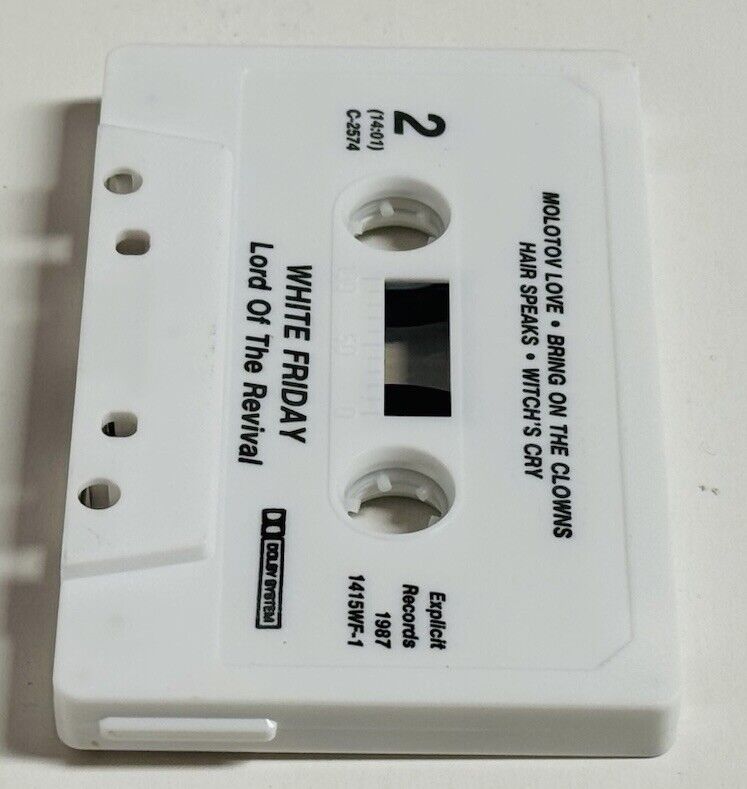 MOLOTOV LOVE • BRING ON THE CLOWNS
HAIR SPEAKS • WITCH'S CRY
2
(14:01)
C-2574
Explicit
Records
1987
1415WF-1
WHITE FRIDAY
Lord Of The Revival
DOLBY SYSTEM